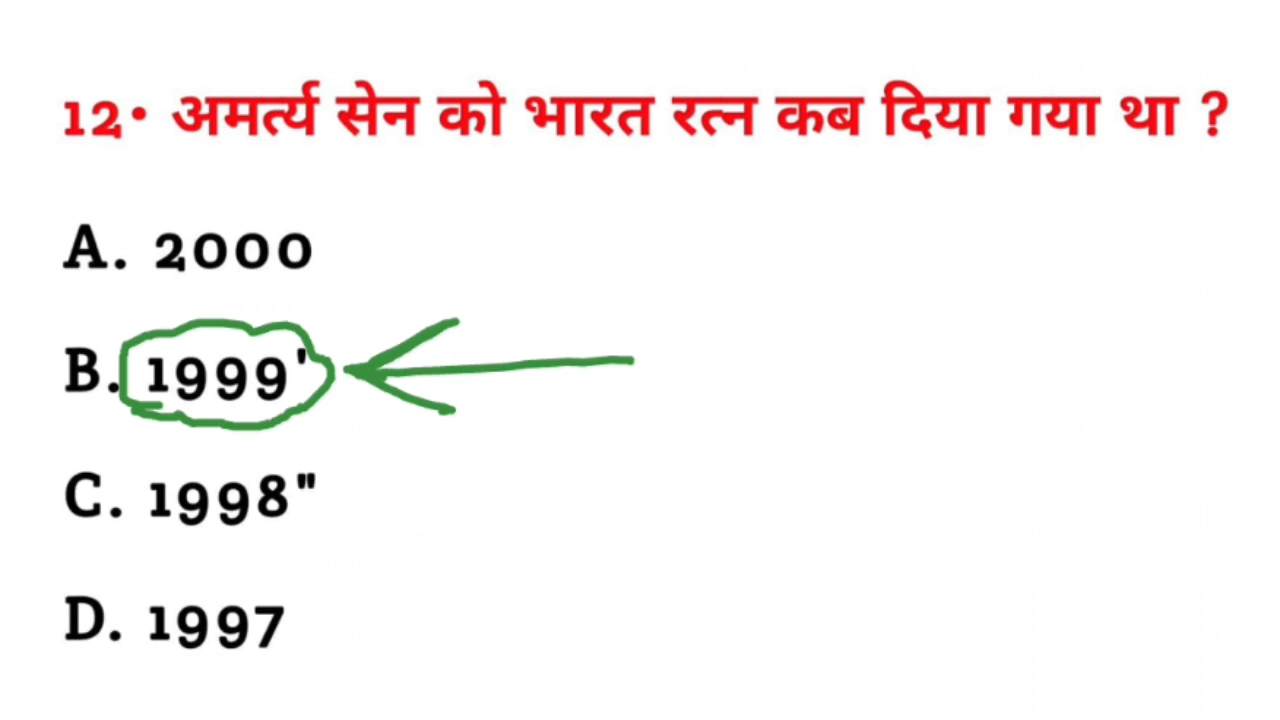 12• अमर्त्य सेन को भारत रत्न कब दिया गया था ?
A. 2000
B. 1999'
C. 1998"
D. 1997